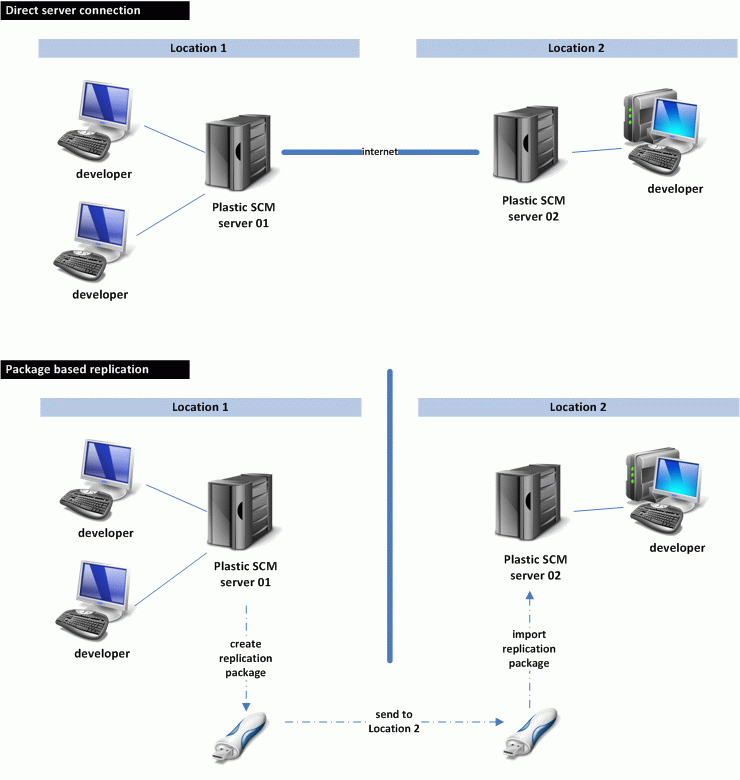 Direct server connection
Location 1
Location 2
internet
developer
Plastic SCM
server 01
Plastic SCM
server 02
developer
developer
Package based replication
Location 1
Location 2
developer
Plastic SCM
server 01
Plastic SCM
server 02
developer
developer
create
replication
package
import
replication
package
send to
Location 2